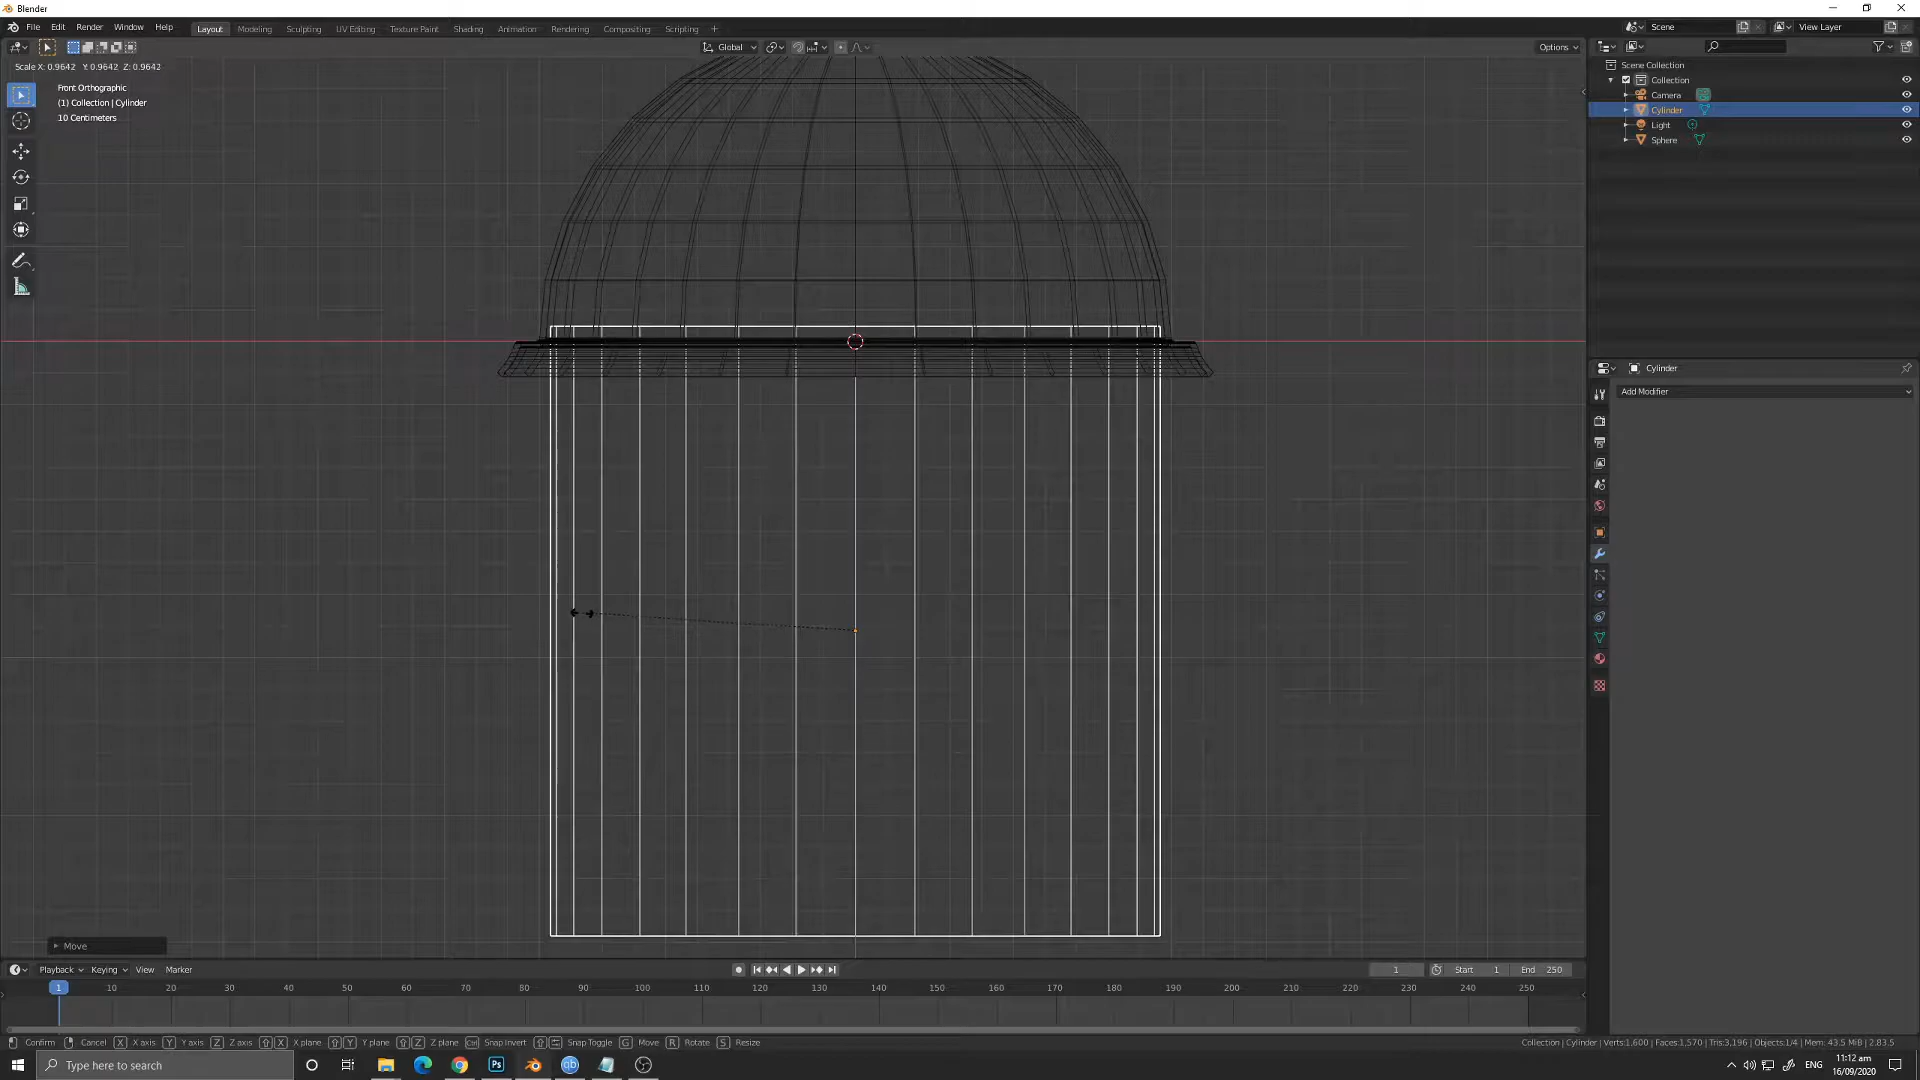 Blender
File Edit Render Window Help
Layout Modeling Sculpting UV Editing Texture Paint Shading Animation Rendering Compositing Scripting +
Scene
View Layer
Global
Options
Scale X: 0.9642 Y: 0.9642 Z: 0.9642
Front Orthographic
(1) Collection | Cylinder
10 Centimeters
Scene Collection
Collection
Camera
Cylinder
Light
Sphere
Cylinder
Add Modifier
Move
Playback Keying View Marker
1 Start 1 End 250
1 10 20 30 40 50 60 70 80 90 100 110 120 130 140 150 160 170 180 190 200 210 220 230 240 250
Confirm Cancel X X axis Y Y axis Z Z axis X X plane Y Y plane Z Z plane Ctrl Snap Invert Snap Toggle G Move R Rotate S Resize
Collection | Cylinder | Verts:1,600 | Faces:1,570 | Tris:3,196 | Objects:1/4 | Mem: 43.5 MiB | 2.83.5
Type here to search
Ps
qb
ENG
11:12 am
16/09/2020